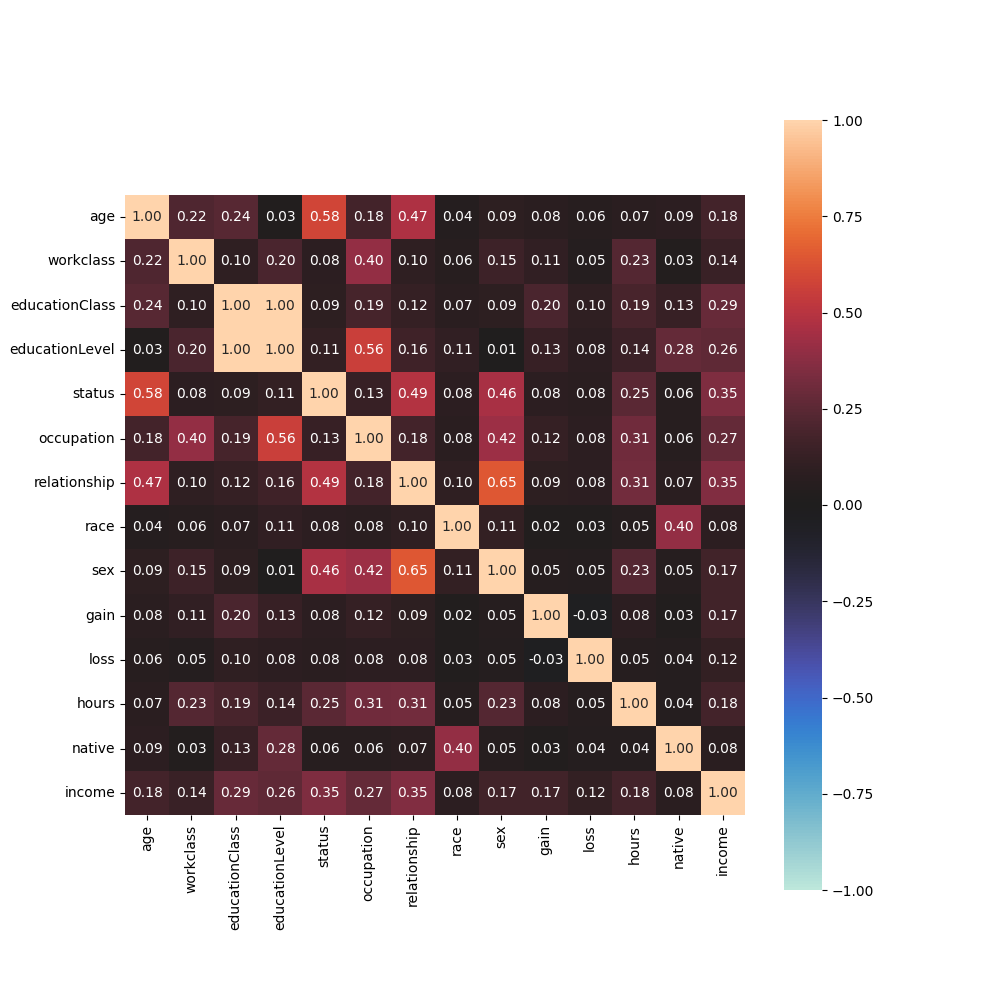 age 1.00 0.22 0.24 0.03 0.58 0.18 0.47 0.04 0.09 0.08 0.06 0.07 0.09 0.18
workclass 0.22 1.00 0.10 0.20 0.08 0.40 0.10 0.06 0.15 0.11 0.05 0.23 0.03 0.14
educationClass 0.24 0.10 1.00 1.00 0.09 0.19 0.12 0.07 0.09 0.20 0.10 0.19 0.13 0.29
educationLevel 0.03 0.20 1.00 1.00 0.11 0.56 0.16 0.11 0.01 0.13 0.08 0.14 0.28 0.26
status 0.58 0.08 0.09 0.11 1.00 0.13 0.49 0.08 0.46 0.08 0.08 0.25 0.06 0.35
occupation 0.18 0.40 0.19 0.56 0.13 1.00 0.18 0.08 0.42 0.12 0.08 0.31 0.06 0.27
relationship 0.47 0.10 0.12 0.16 0.49 0.18 1.00 0.10 0.65 0.09 0.08 0.31 0.07 0.35
race 0.04 0.06 0.07 0.11 0.08 0.08 0.10 1.00 0.11 0.02 0.03 0.05 0.40 0.08
sex 0.09 0.15 0.09 0.01 0.46 0.42 0.65 0.11 1.00 0.05 0.05 0.23 0.05 0.17
gain 0.08 0.11 0.20 0.13 0.08 0.12 0.09 0.02 0.05 1.00 -0.03 0.08 0.03 0.17
loss 0.06 0.05 0.10 0.08 0.08 0.08 0.08 0.03 0.05 -0.03 1.00 0.05 0.04 0.12
hours 0.07 0.23 0.19 0.14 0.25 0.31 0.31 0.05 0.23 0.08 0.05 1.00 0.04 0.18
native 0.09 0.03 0.13 0.28 0.06 0.06 0.07 0.40 0.05 0.03 0.04 0.04 1.00 0.08
income 0.18 0.14 0.29 0.26 0.35 0.27 0.35 0.08 0.17 0.17 0.12 0.18 0.08 1.00
age workclass educationClass educationLevel status occupation relationship race sex gain loss hours native income
1.00
0.75
0.50
0.25
0.00
−0.25
−0.50
−0.75
−1.00